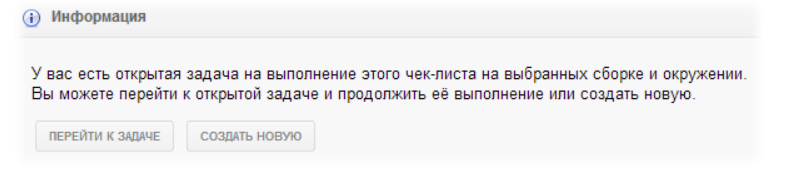 Информация
У вас есть открытая задача на выполнение этого чек-листа на выбранных сборке и окружении.
Вы можете перейти к открытой задаче и продолжить её выполнение или создать новую.
ПЕРЕЙТИ К ЗАДАЧЕ СОЗДАТЬ НОВУЮ